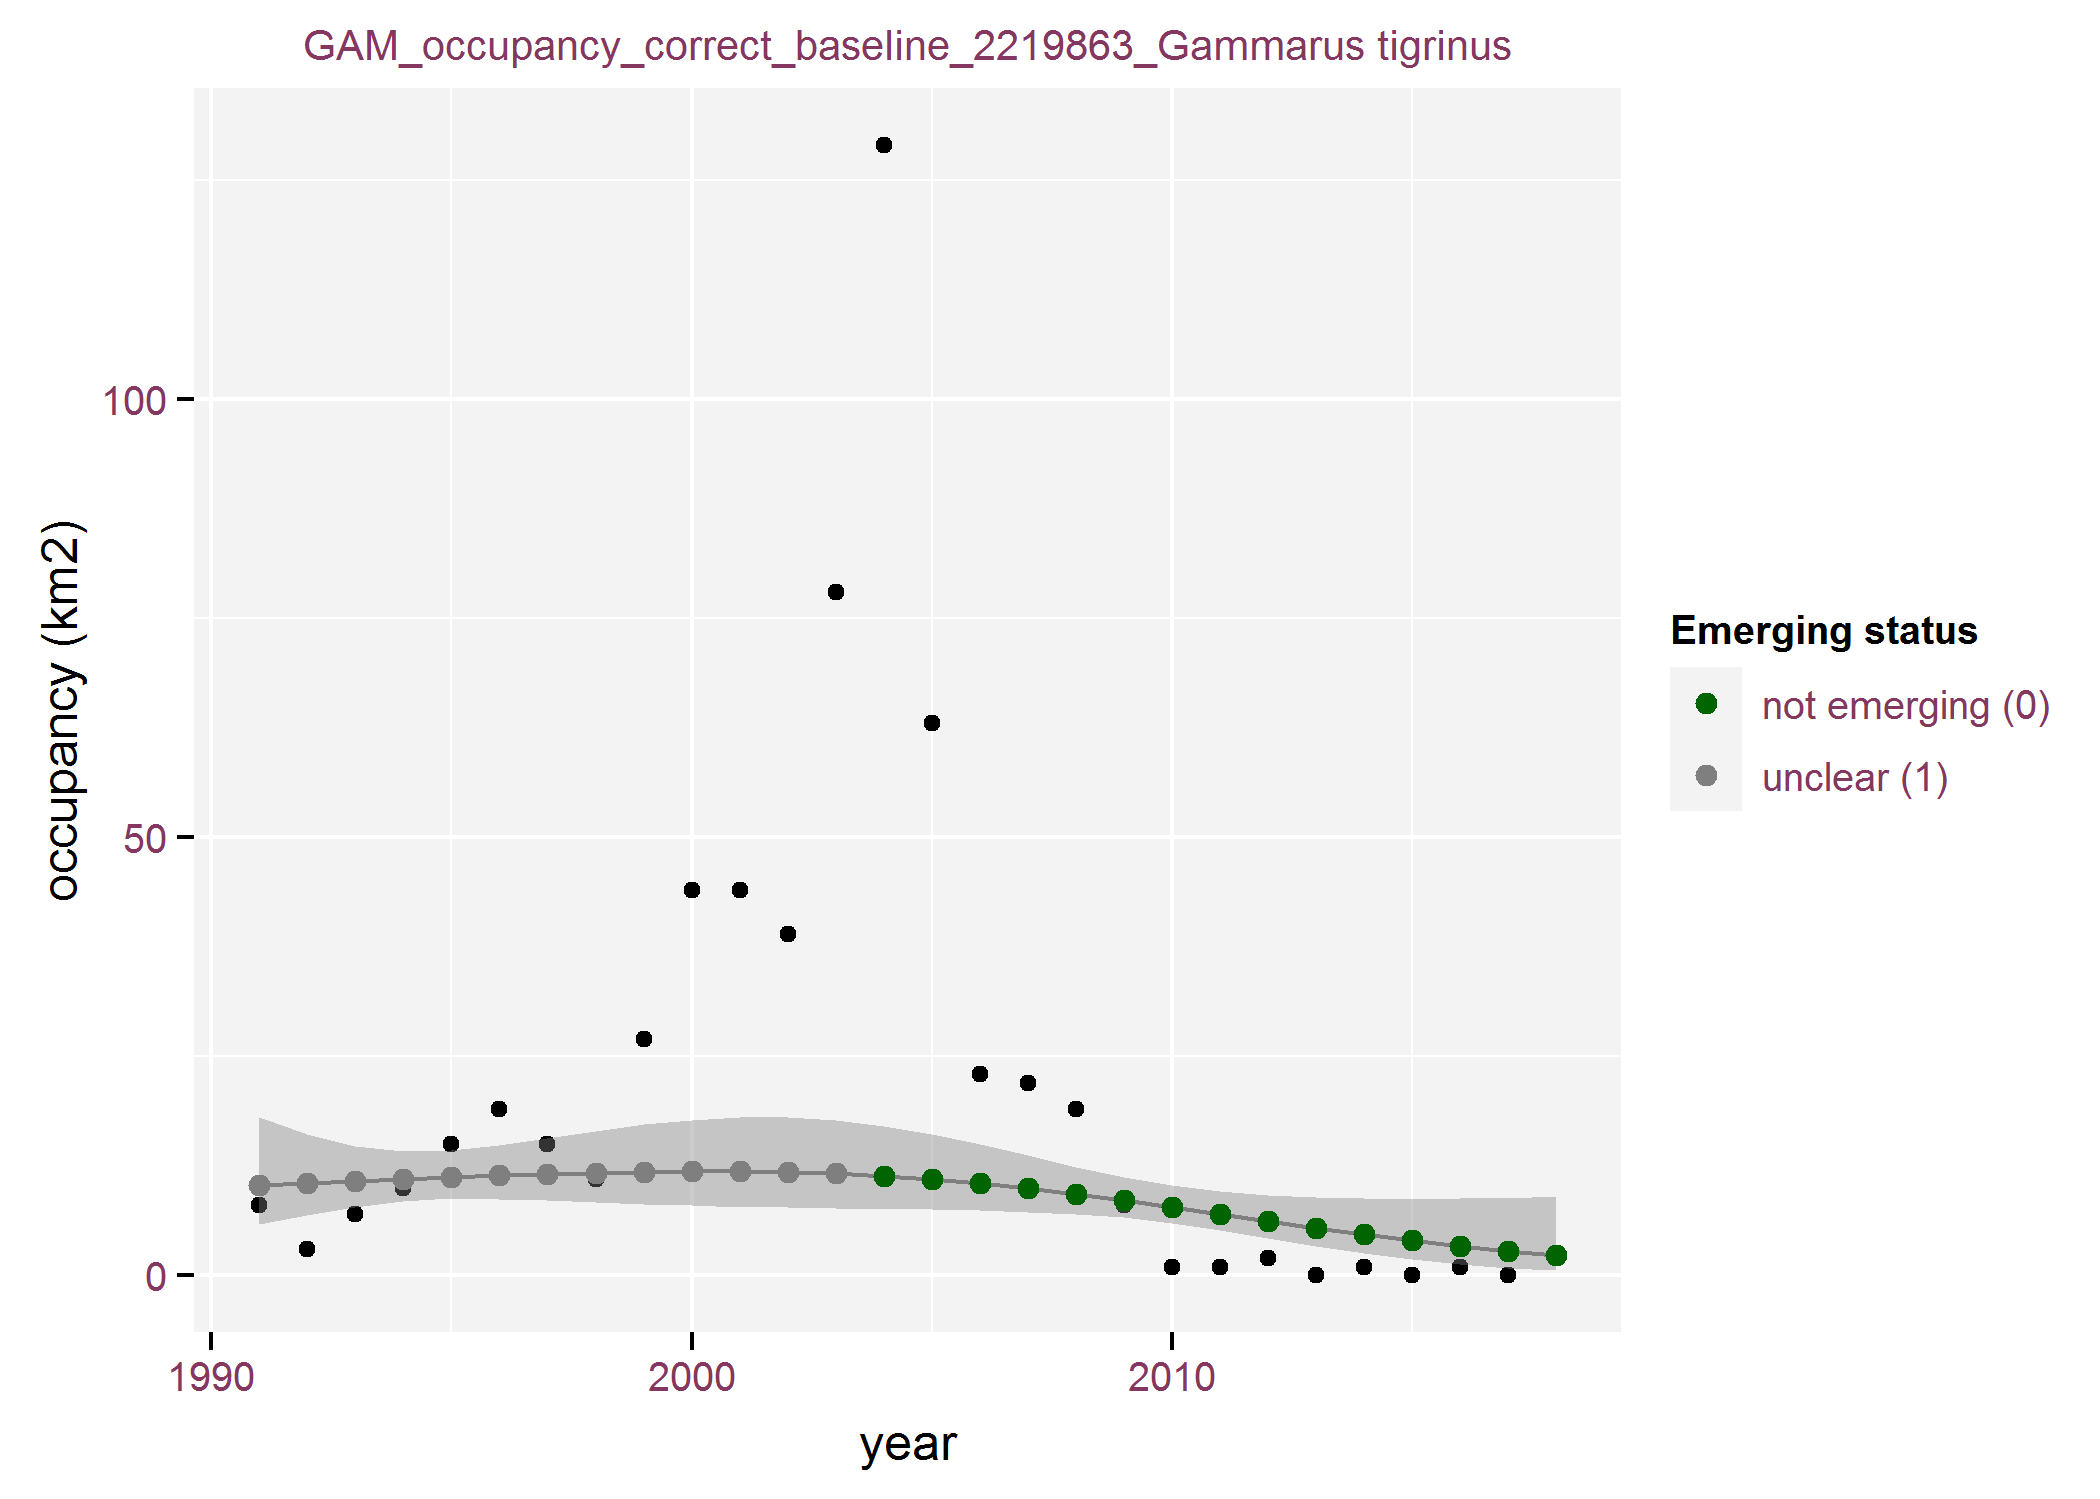 GAM_occupancy_correct_baseline_2219863_Gammarus tigrinus
occupancy (km2)
100
50
0
1990 2000 2010
year
Emerging status
not emerging (0)
unclear (1)